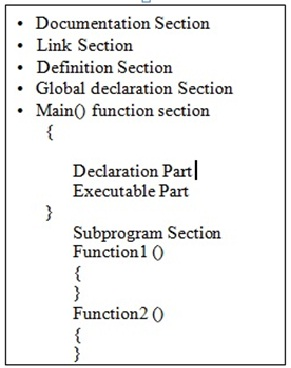 • Documentation Section
• Link Section
• Definition Section
• Global declaration Section
• Main() function section
{
Declaration Part
Executable Part
}
Subprogram Section
Function1 ()
{
}
Function2 ()
{
}